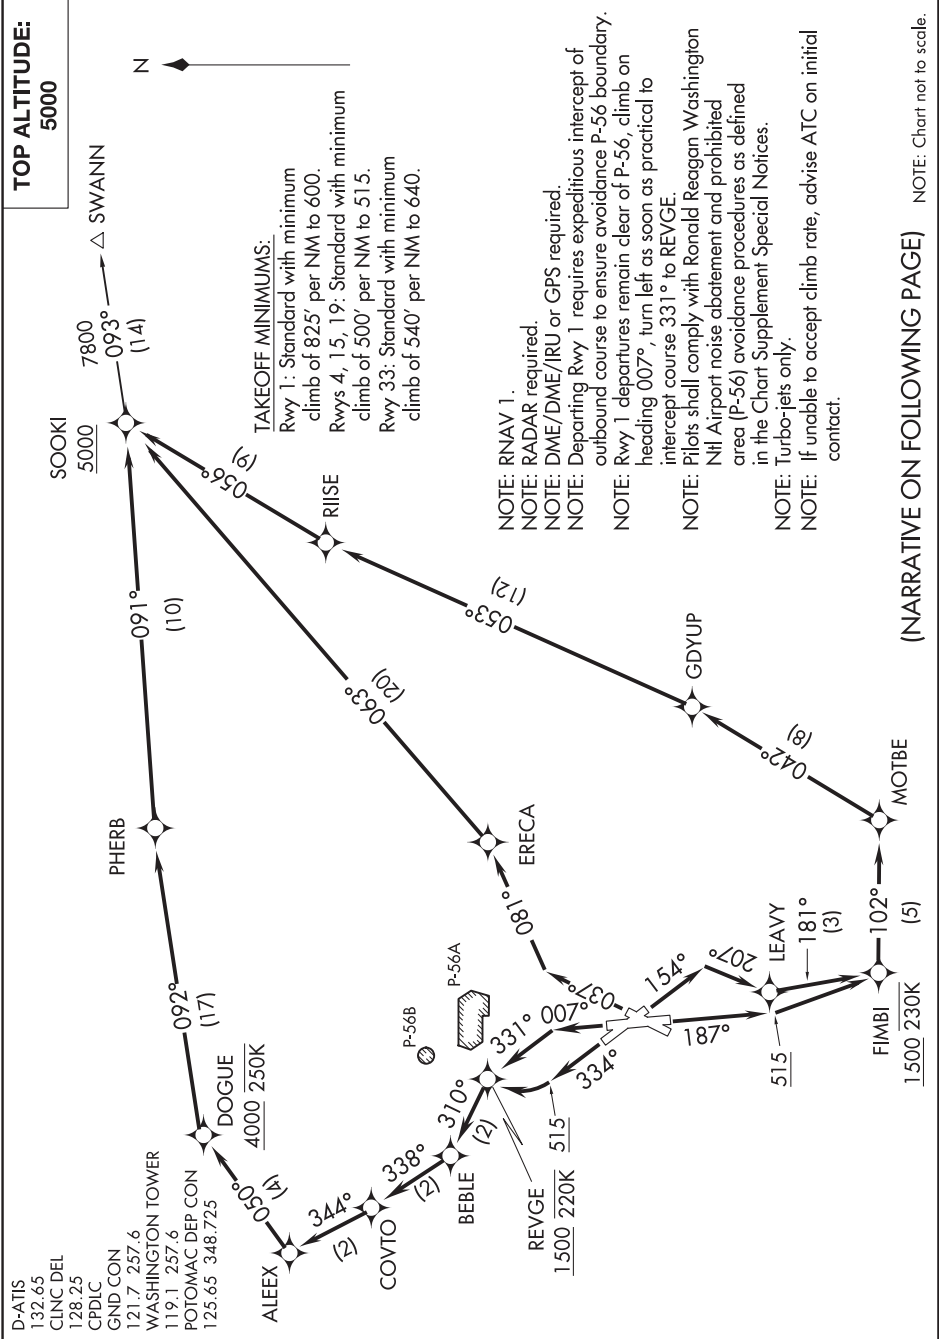 TOP ALTITUDE:
5000
D-ATIS
132.65
CLNC DEL
128.25
CPDLC
GND CON
121.7 257.6
WASHINGTON TOWER
119.1 257.6
POTOMAC DEP CON
125.65 348.725
N
SWANN
7800
093°
(14)
SOOKI
5000
091°
(10)
PHERB
092°
(17)
DOGUE
4000 250K
050°
(4)
ALEEX
344°
(2)
COVTO
338°
(2)
BEBLE
310°
(2)
REVGE
1500 220K
515
331°
334°
007°
037°
P-56B
P-56A
081°
ERECA
063°
(20)
056°
(9)
RIISE
053°
(12)
GDYUP
042°
(8)
MOTBE
102°
(5)
FIMBI
1500 230K
181°
(3)
LEAVY
207°
154°
187°
515
TAKEOFF MINIMUMS:
Rwy 1: Standard with minimum
climb of 825' per NM to 600.
Rwys 4, 15, 19: Standard with minimum
climb of 500' per NM to 515.
Rwy 33: Standard with minimum
climb of 540' per NM to 640.
NOTE: RNAV 1.
NOTE: RADAR required.
NOTE: DME/DME/IRU or GPS required.
NOTE: Departing Rwy 1 requires expeditious intercept of
outbound course to ensure avoidance P-56 boundary.
NOTE: Rwy 1 departures remain clear of P-56, climb on
heading 007°, turn left as soon as practical to
intercept course 331° to REVGE.
NOTE: Pilots shall comply with Ronald Reagan Washington
Ntl Airport noise abatement and prohibited
area (P-56) avoidance procedures as defined
in the Chart Supplement Special Notices.
NOTE: Turbo-jets only.
NOTE: If unable to accept climb rate, advise ATC on initial
contact.
(NARRATIVE ON FOLLOWING PAGE)
NOTE: Chart not to scale.